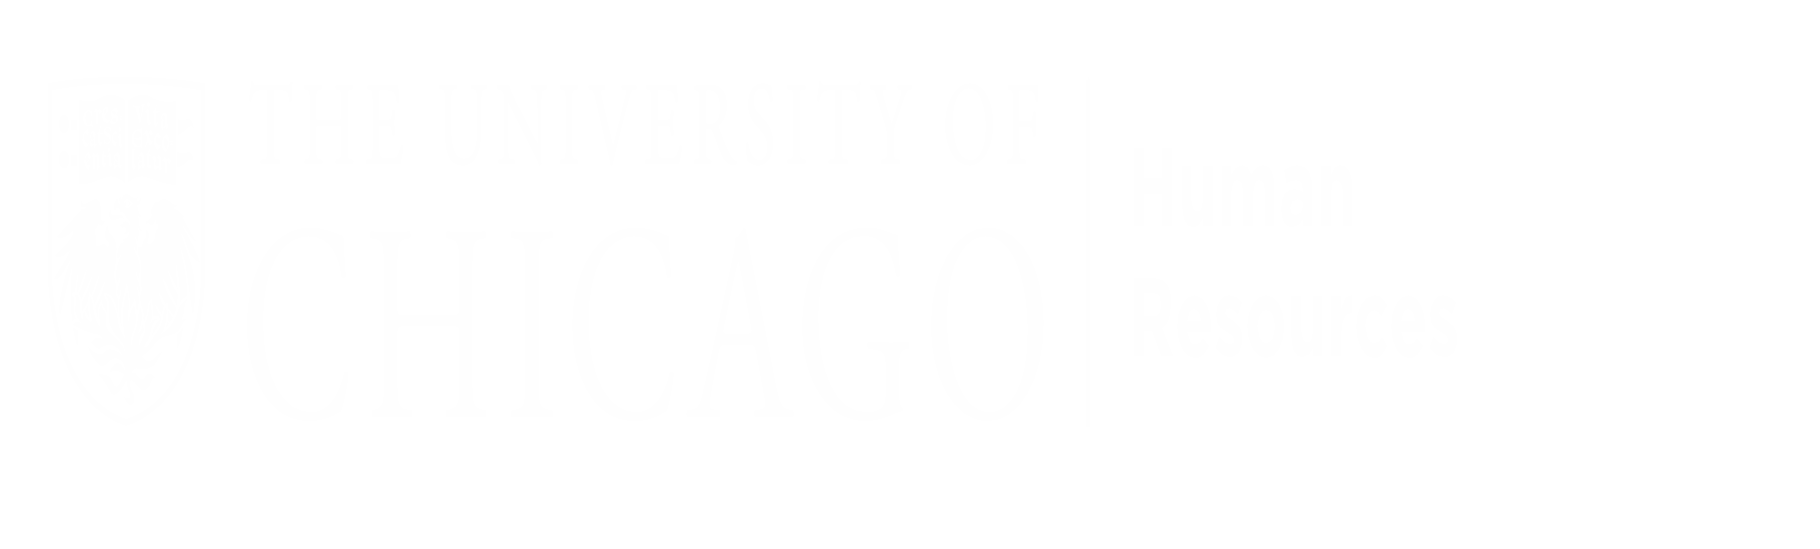 THE UNIVERSITY OF
CHICAGO
Human
Resources